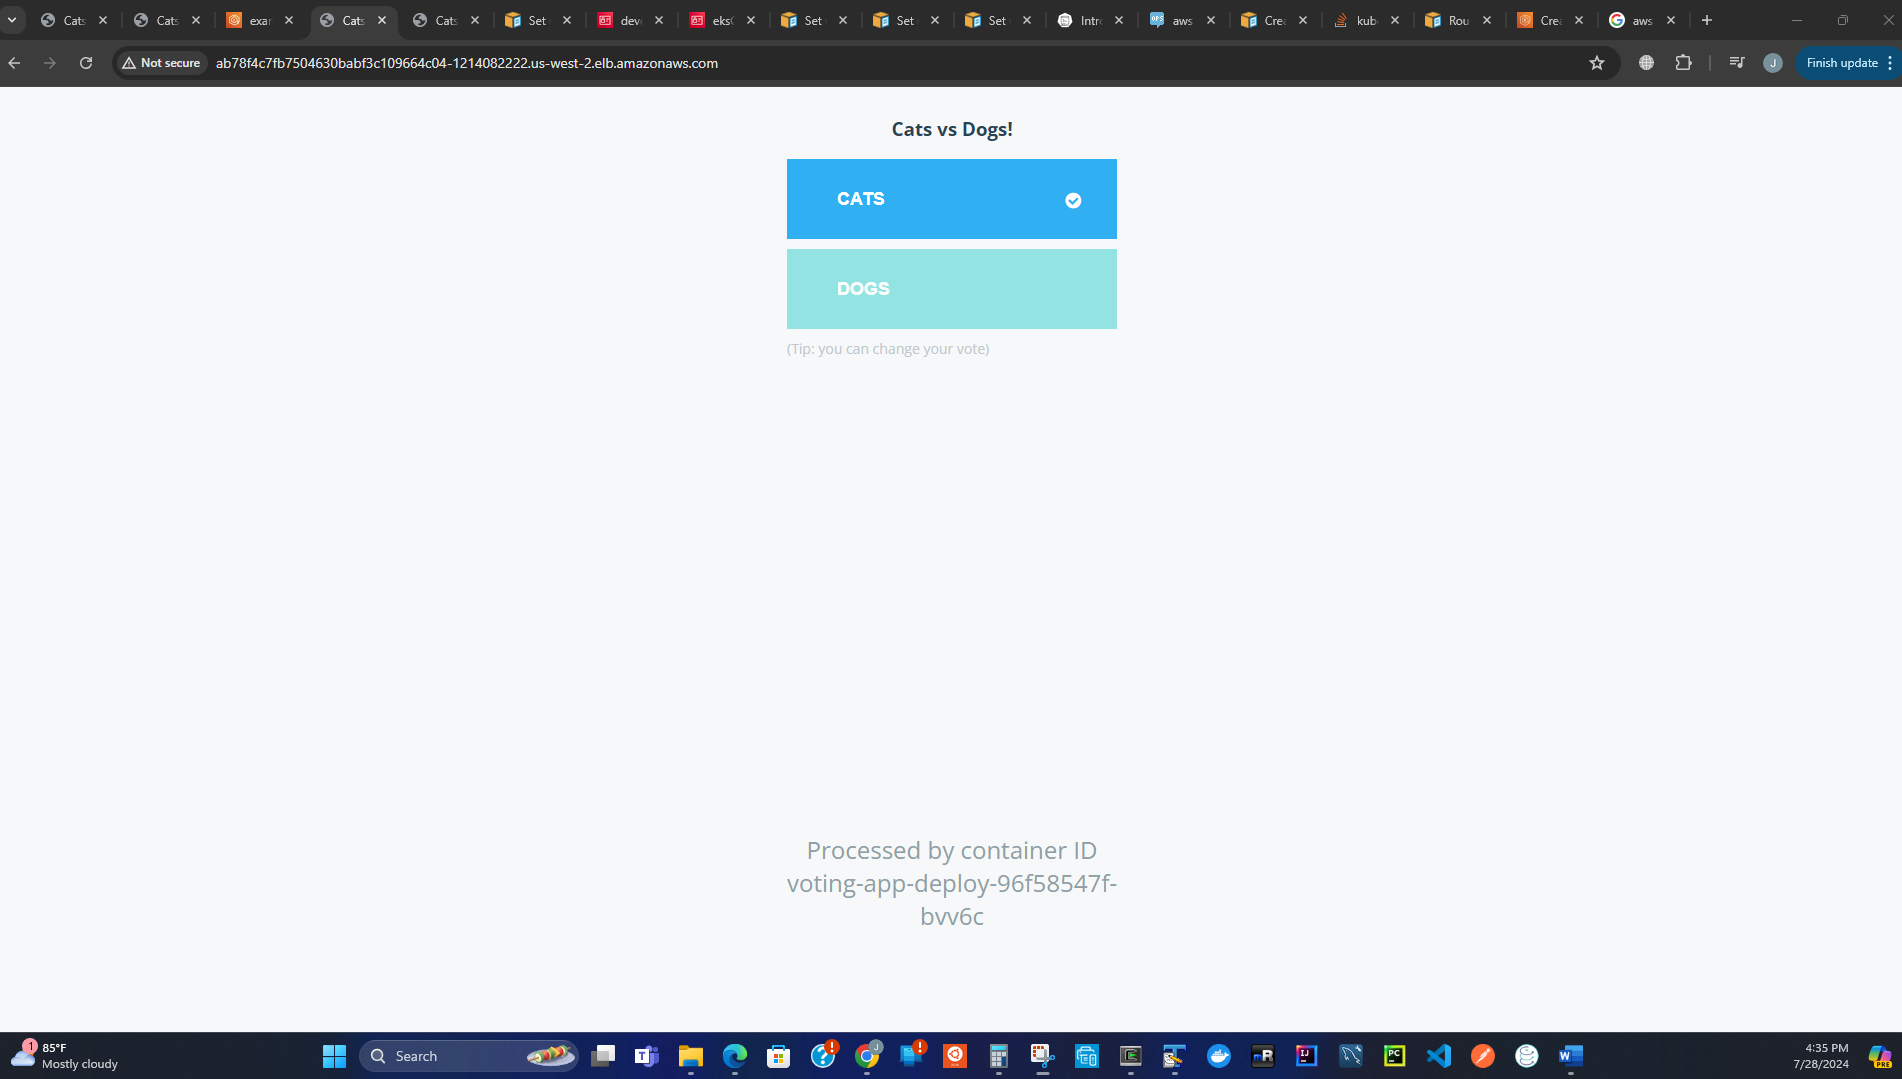 Cats
Cats
exar
Cats
Cats
Set
deve
eks
Set
Set
Set
Intr
aws
Cre
kub
Rou
Cre
aws
Not secure
ab78f4c7fb7504630babf3c109664c04-1214082222.us-west-2.elb.amazonaws.com
J
Finish update
Cats vs Dogs!
CATS
DOGS
(Tip: you can change your vote)
Processed by container ID
voting-app-deploy-96f58547f-
bvv6c
1
85°F
Mostly cloudy
Search
4:35 PM
7/28/2024
PRE